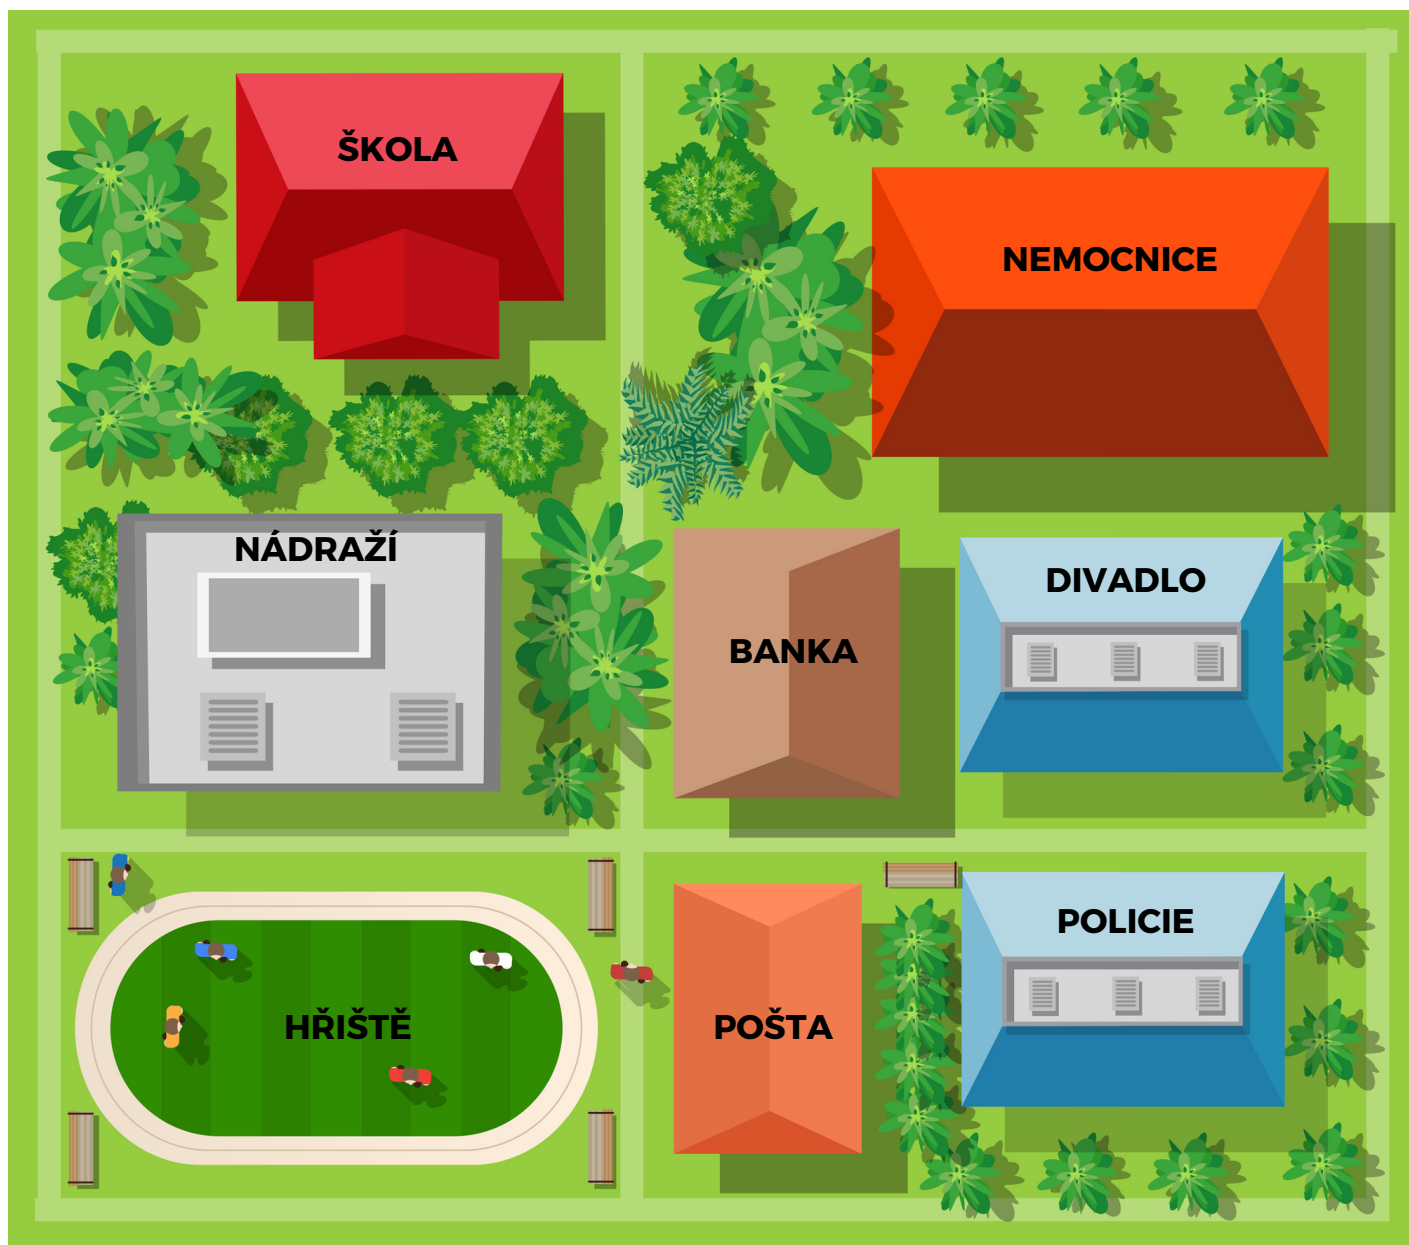 ŠKOLA
NEMOCNICE
NÁDRAŽÍ
BANKA
DIVADLO
HŘIŠTĚ
POŠTA
POLICIE